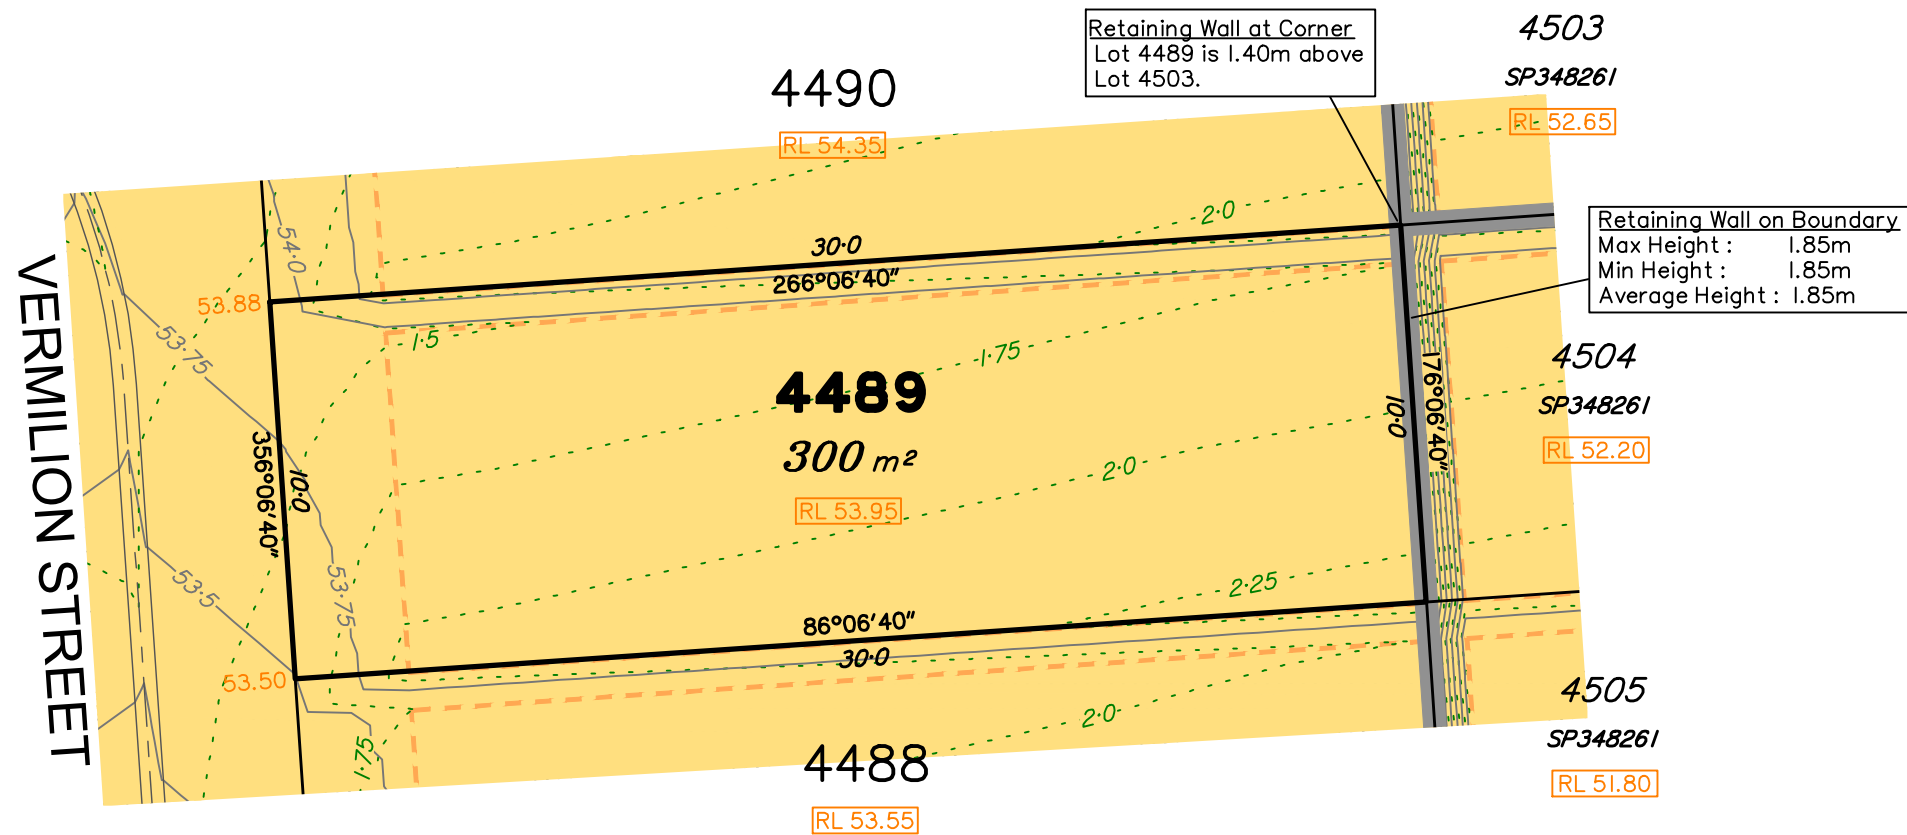 Retaining Wall at Corner
Lot 4489 is 1.40m above
Lot 4503.
4503
SP348261
RL 52.65
4490
RL 54.35
2·0
Retaining Wall on Boundary
Max Height : 1.85m
Min Height : 1.85m
Average Height : 1.85m
54·0
30·0
266°06'40"
53.88
53·75
1·5
1·75
VERMILION STREET
4489
300 m²
RL 53.95
356°06'40"
10·0
10·0
176°06'40"
4504
SP348261
RL 52.20
2·0
2·25
53·5
53·75
86°06'40"
30·0
53.50
4505
SP348261
RL 51.80
2·0
1·75
4488
RL 53.55